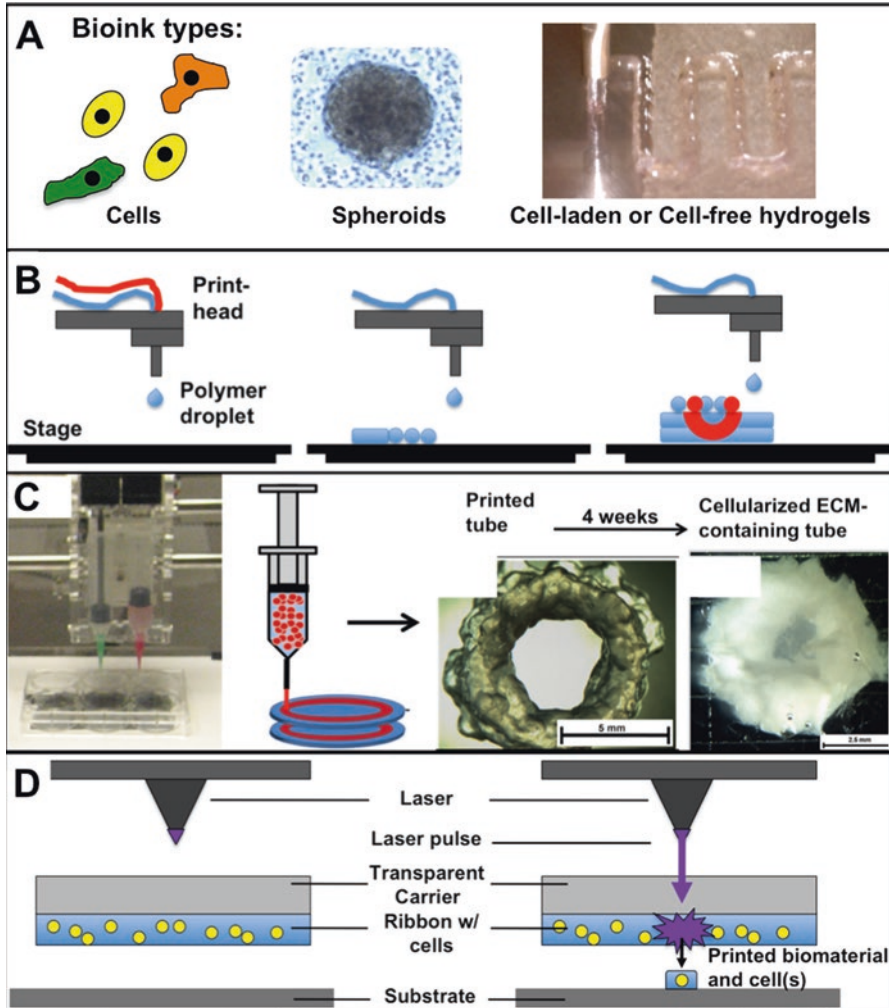 A
Bioink types:
Cells
Spheroids
Cell-laden or Cell-free hydrogels
B
Print-
head
Polymer
droplet
Stage
C
Printed
tube
4 weeks
Cellularized ECM-
containing tube
5 mm
2.5 mm
D
Laser
Laser pulse
Transparent
Carrier
Ribbon w/
cells
Printed biomaterial
and cell(s)
Substrate